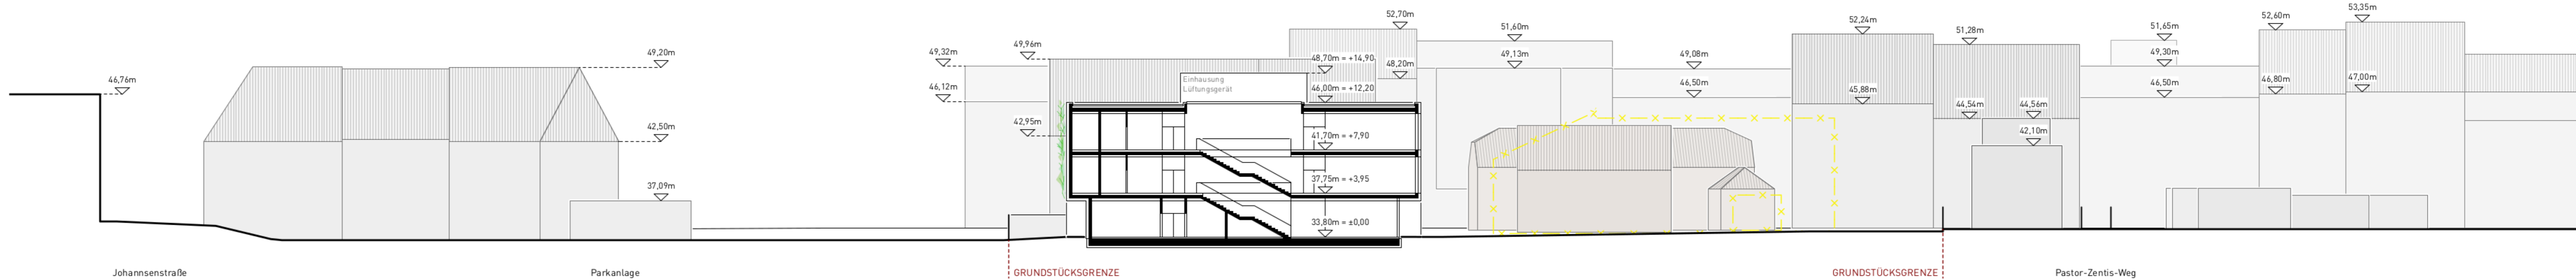 53,35m
52,70m
52,60m
52,24m
51,60m
51,28m
51,65m
49,20m
49,32m
49,96m
48,70m = +14,90
49,13m
49,08m
49,30m
48,20m
46,76m
46,12m
Einhausung
Lüftungsgerät
46,00m = +12,20
46,50m
45,88m
46,50m
46,80m
47,00m
44,54m
44,56m
42,50m
42,95m
41,70m = +7,90
42,10m
37,09m
37,75m = +3,95
33,80m = ±0,00
Johannsenstraße
Parkanlage
GRUNDSTÜCKSGRENZE
GRUNDSTÜCKSGRENZE
Pastor-Zentis-Weg